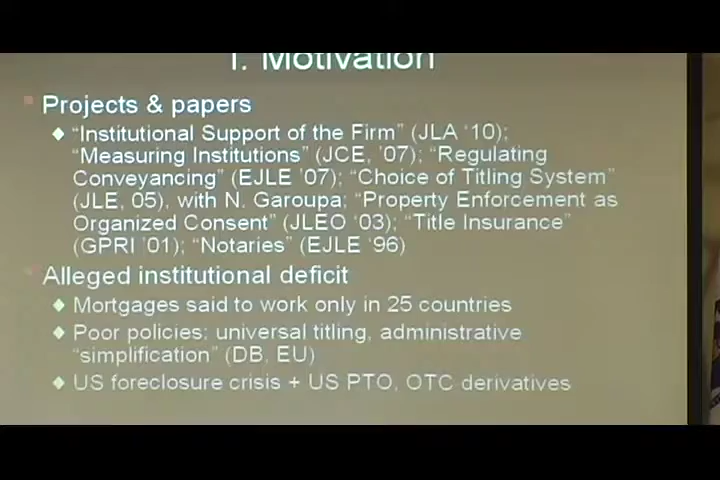 I. Motivation
Projects & papers
"Institutional Support of the Firm" (JLA '10);
"Measuring Institutions" (JCE, '07); "Regulating
Conveyancing" (EJLE '07); "Choice of Titling System"
(JLE, 05), with N. Garoupa; "Property Enforcement as
Organized Consent" (JLEO '03); "Title Insurance"
(GPRI '01); "Notaries" (EJLE '96)
Alleged institutional deficit
Mortgages said to work only in 25 countries
Poor policies: universal titling, administrative
"simplification" (DB, EU)
US foreclosure crisis + US PTO, OTC derivatives